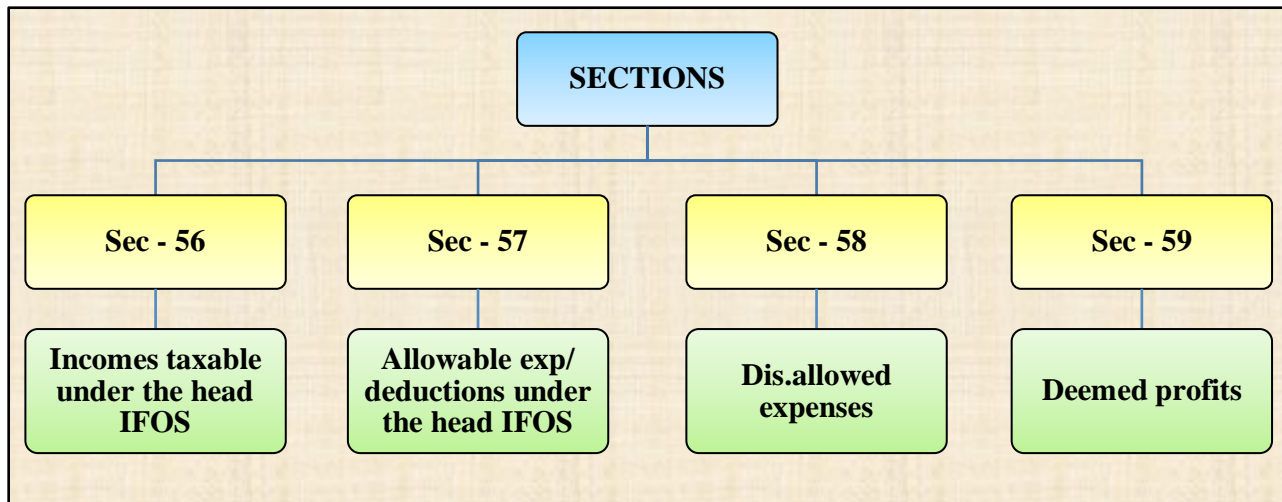 SECTIONS
Sec - 56
Sec - 57
Sec - 58
Sec - 59
Incomes taxable
under the head
IFOS
Allowable exp/
deductions under
the head IFOS
Dis.allowed
expenses
Deemed profits